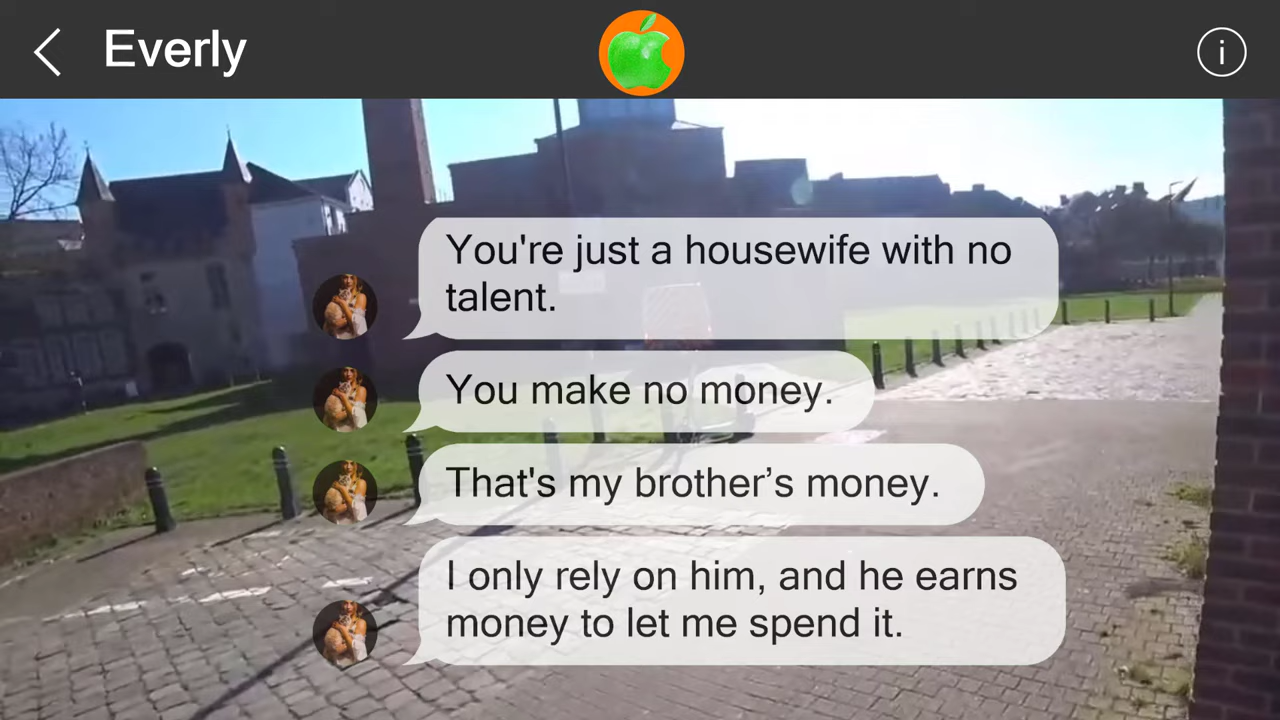 Everly
i
You're just a housewife with no
talent.
You make no money.
That's my brother’s money.
I only rely on him, and he earns
money to let me spend it.